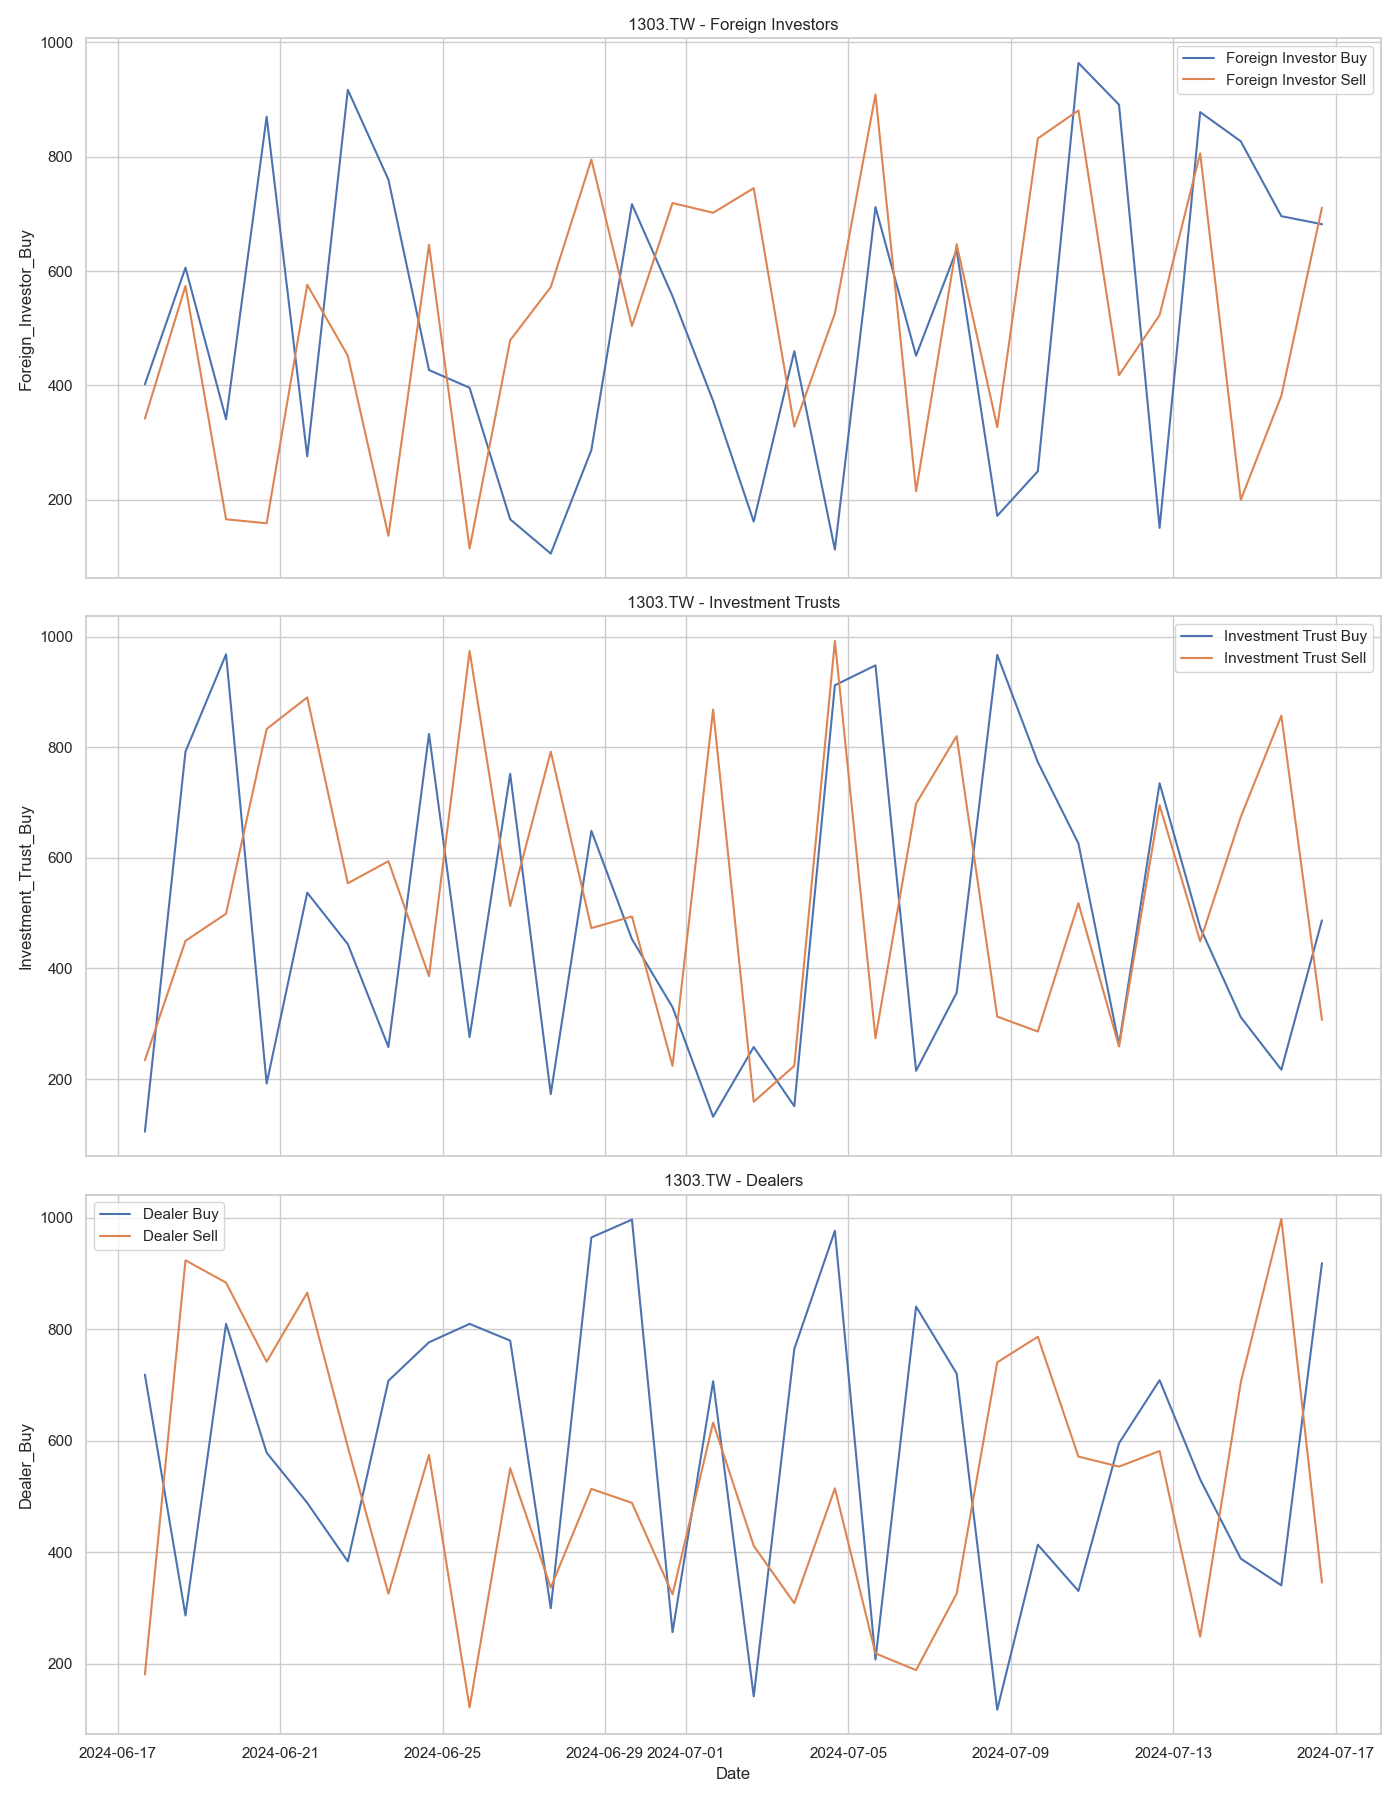 1303.TW - Foreign Investors
1000
800
600
400
200
Foreign_Investor_Buy
Foreign Investor Buy
Foreign Investor Sell
1303.TW - Investment Trusts
1000
800
600
400
200
Investment_Trust_Buy
Investment Trust Buy
Investment Trust Sell
1303.TW - Dealers
1000
800
600
400
200
Dealer_Buy
Dealer Buy
Dealer Sell
2024-06-17 2024-06-21 2024-06-25 2024-06-29 2024-07-01 2024-07-05 2024-07-09 2024-07-13 2024-07-17
Date